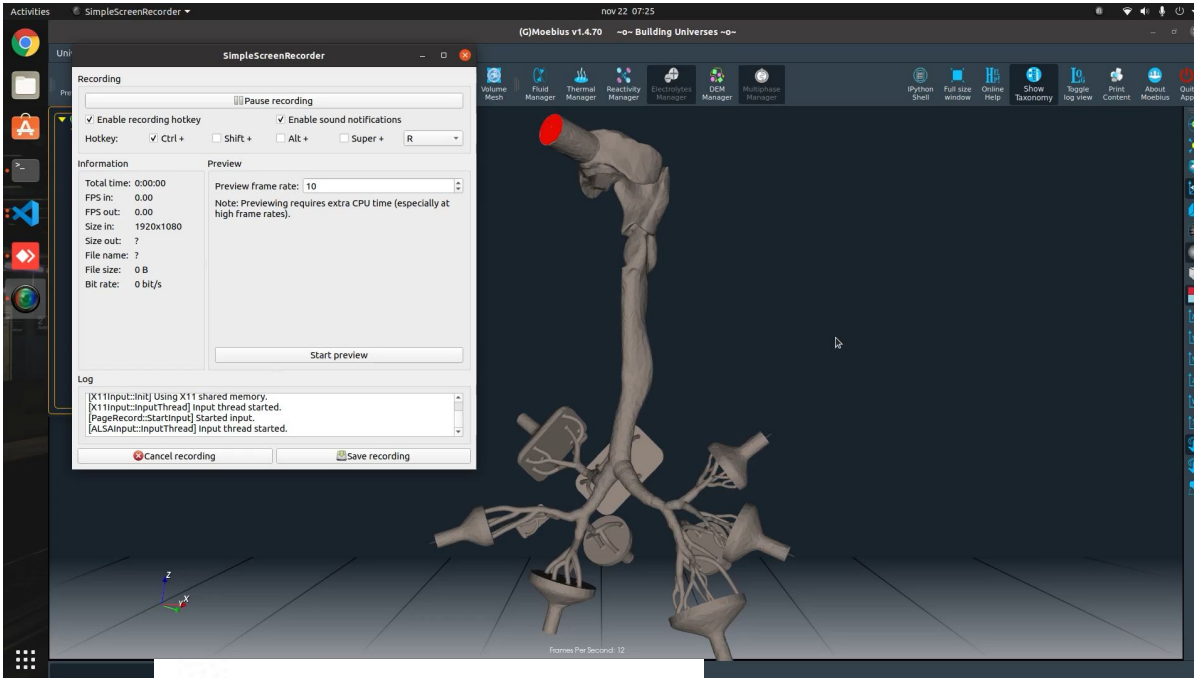 Activities
SimpleScreenRecorder
nov 22 07:25
(G)Moebius v1.4.70 ~o~ Building Universes ~o~
SimpleScreenRecorder
Recording
Pause recording
Enable recording hotkey
Enable sound notifications
Hotkey: Ctrl + Shift + Alt + Super + R
Information
Preview
Total time: 0:00:00
FPS in: 0.00
FPS out: 0.00
Size in: 1920x1080
Size out: ?
File name: ?
File size: 0 B
Bit rate: 0 bit/s
Preview frame rate: 10
Note: Previewing requires extra CPU time (especially at
high frame rates).
Start preview
Log
[X11Input::Init] Using X11 shared memory.
[X11Input::InputThread] Input thread started.
[PageRecord::StartInput] Started input.
[ALSAInput::InputThread] Input thread started.
Cancel recording
Save recording
Volume
Mesh
Fluid
Manager
Thermal
Manager
Reactivity
Manager
Electrolytes
Manager
DEM
Manager
Multiphase
Manager
IPython
Shell
Full size
window
Online
Help
Show
Taxonomy
Toggle
log view
Print
Content
About
Moebius
Z
Y
X
Frames Per Second: 12